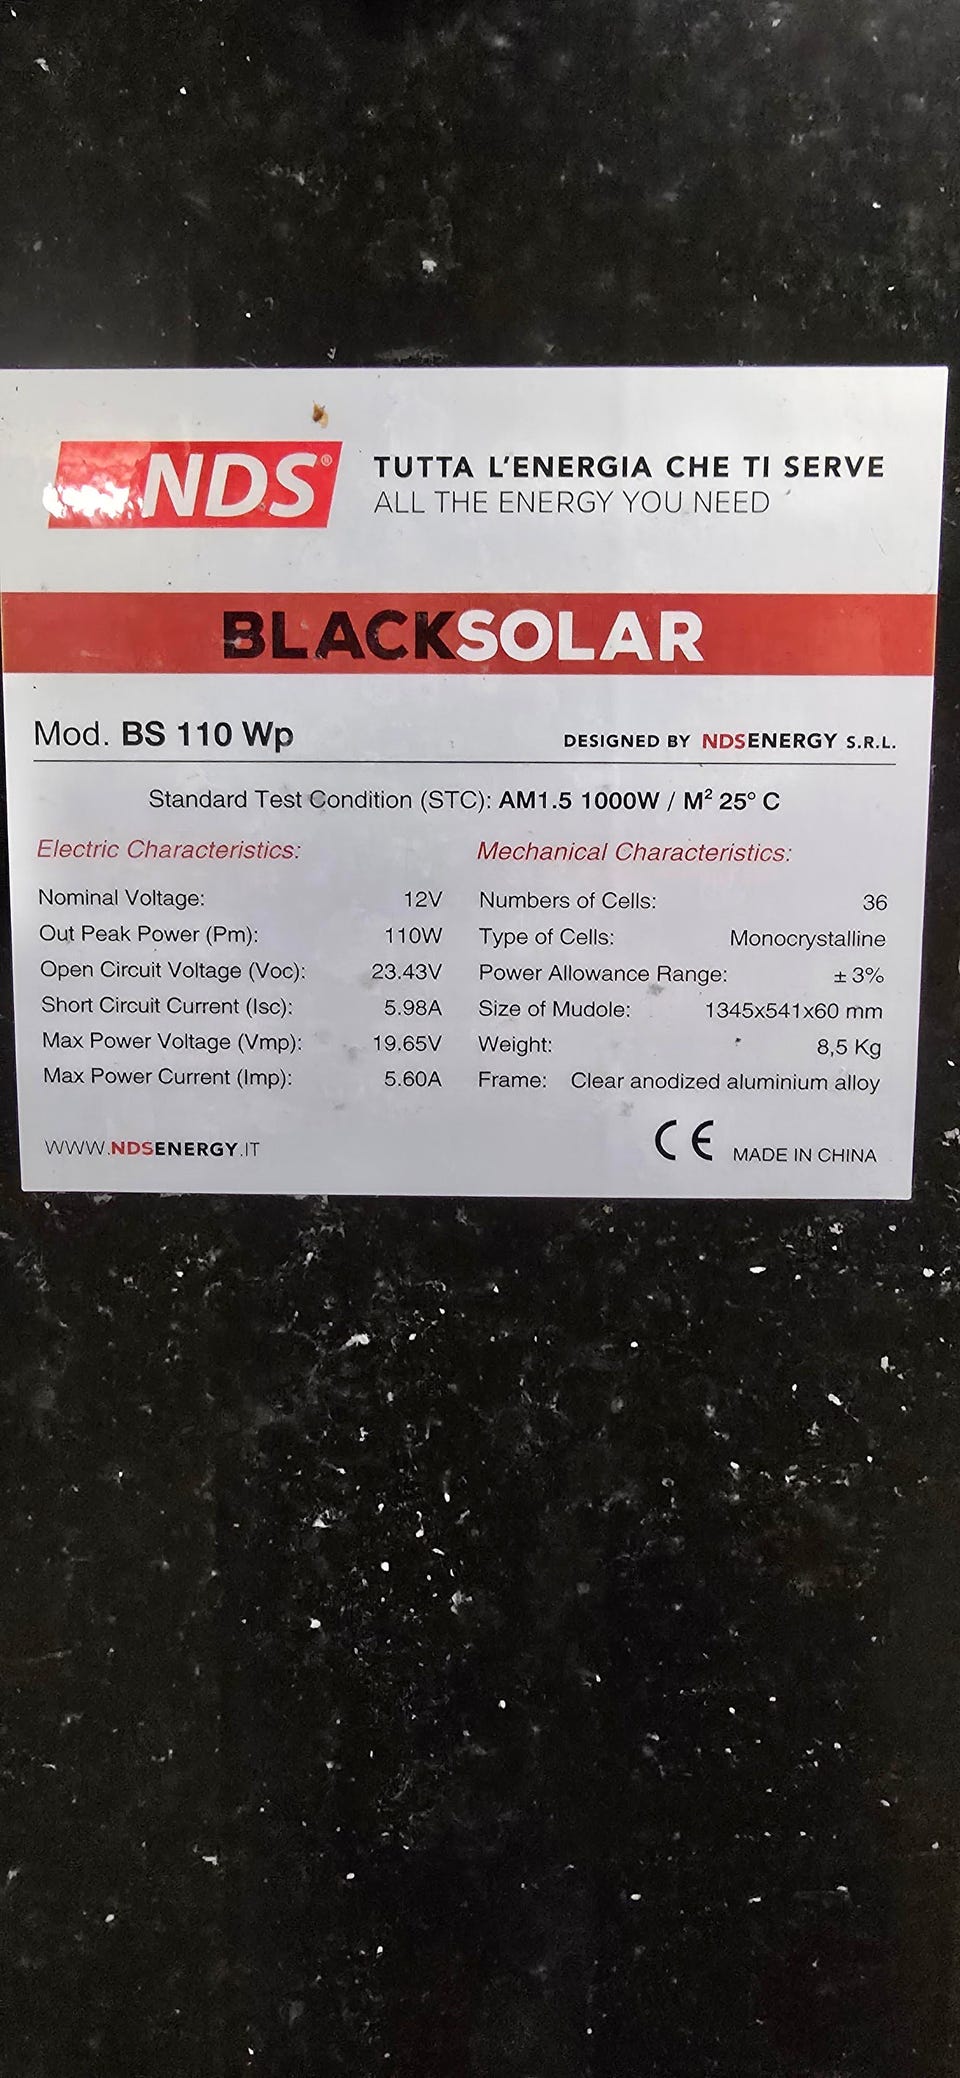 NDS®
TUTTA L'ENERGIA CHE TI SERVE
ALL THE ENERGY YOU NEED
BLACKSOLAR
Mod. BS 110 Wp
DESIGNED BY NDSENERGY S.R.L.
Standard Test Condition (STC): AM1.5 1000W / M² 25° C
Electric Characteristics:
Nominal Voltage: 12V
Out Peak Power (Pm): 110W
Open Circuit Voltage (Voc): 23.43V
Short Circuit Current (Isc): 5.98A
Max Power Voltage (Vmp): 19.65V
Max Power Current (Imp): 5.60A
Mechanical Characteristics:
Numbers of Cells: 36
Type of Cells: Monocrystalline
Power Allowance Range: ± 3%
Size of Mudole: 1345x541x60 mm
Weight: 8,5 Kg
Frame: Clear anodized aluminium alloy
WWW.NDSENERGY.IT
CE MADE IN CHINA